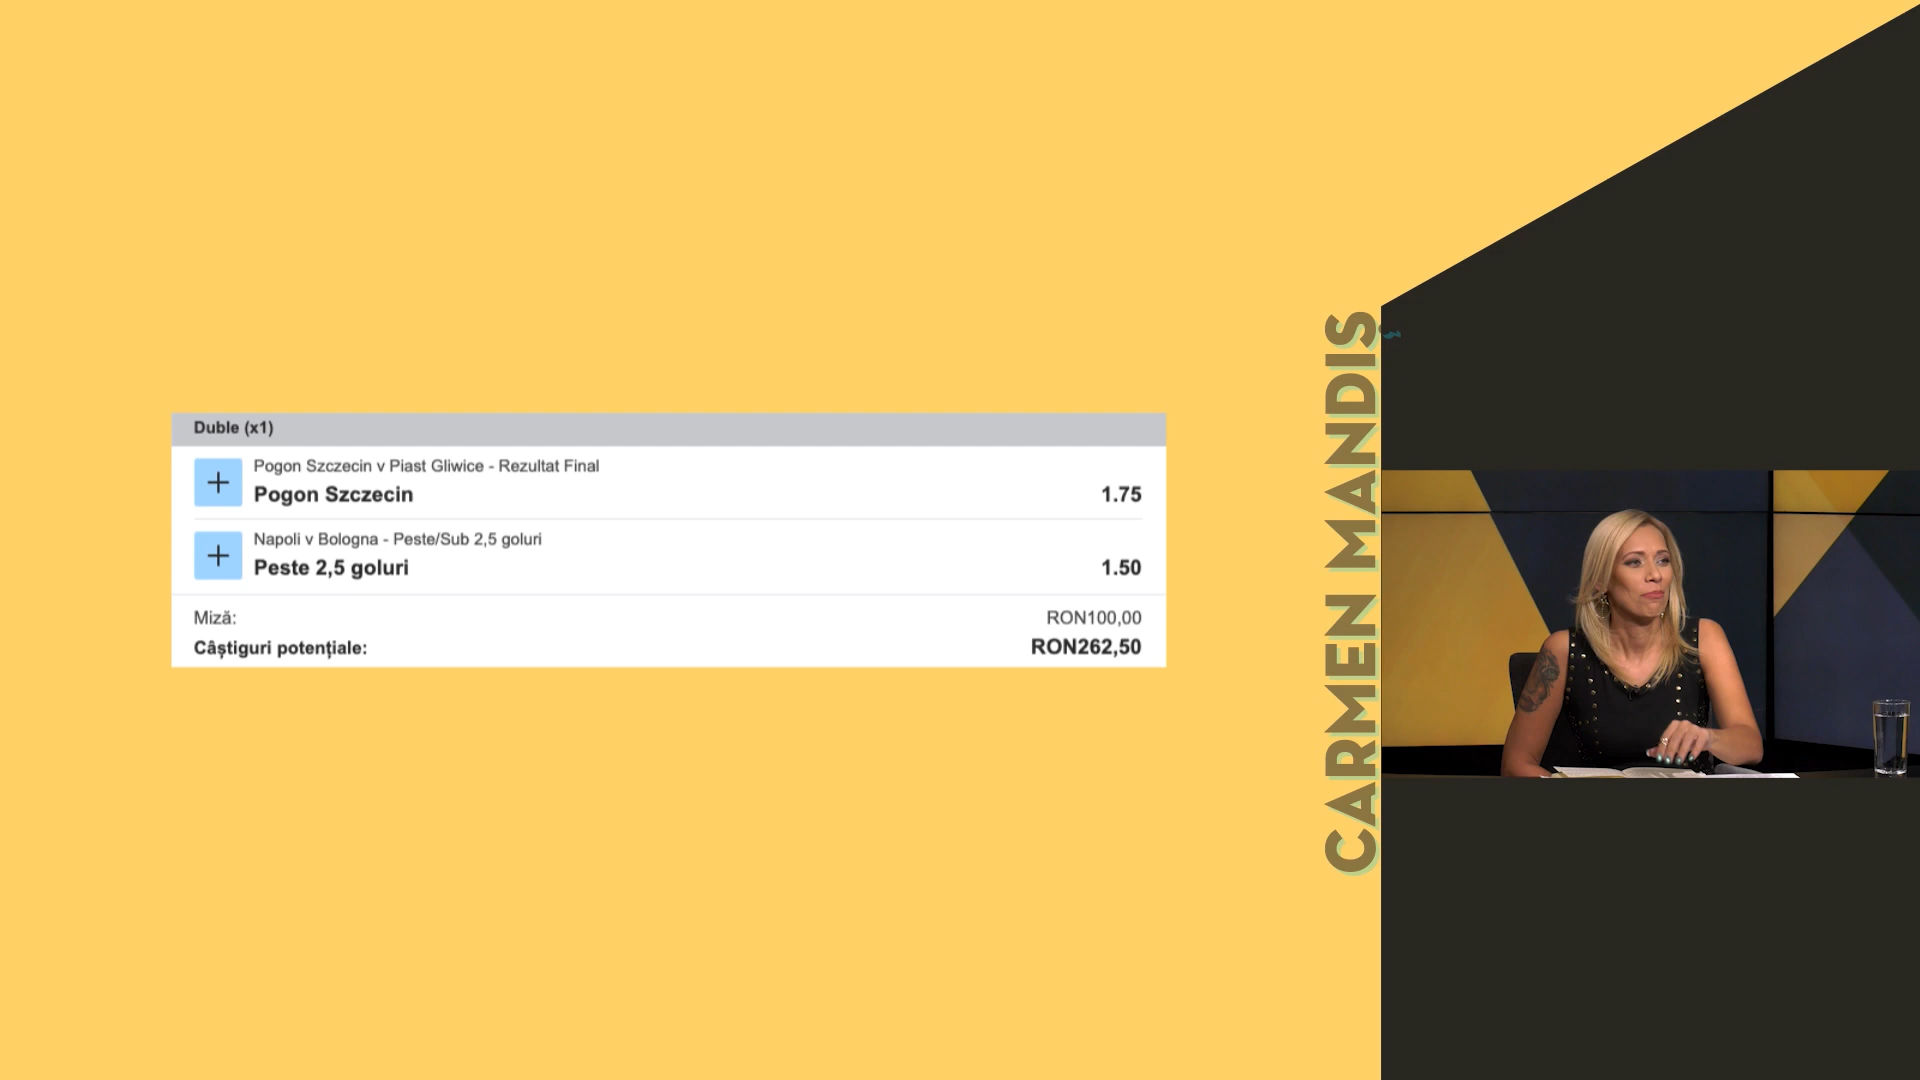 Duble (x1)
Pogon Szczecin v Piast Gliwice - Rezultat Final
Pogon Szczecin 1.75
Napoli v Bologna - Peste/Sub 2,5 goluri
Peste 2,5 goluri 1.50
Miză: RON100,00
Câștiguri potențiale: RON262,50
CARMEN MANDIȘ